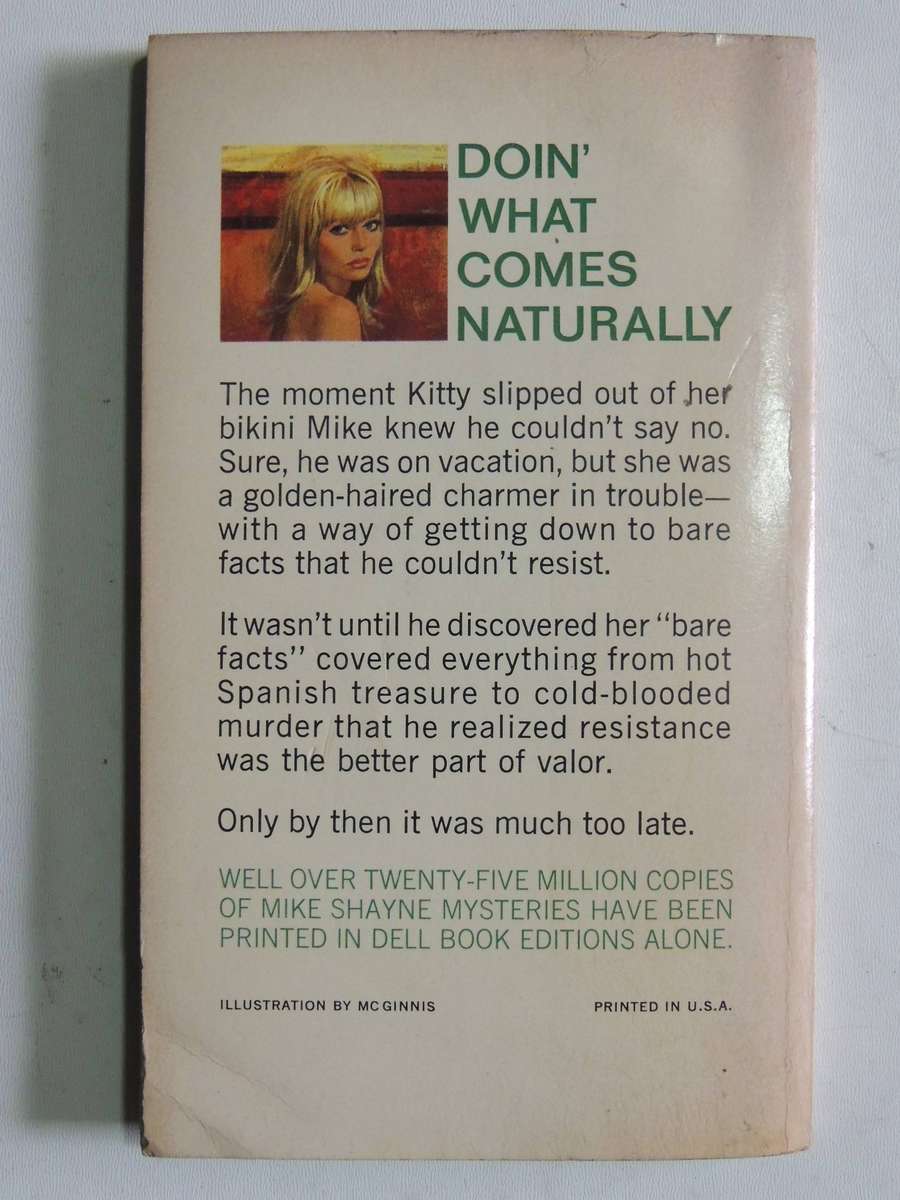 DOIN'
WHAT
COMES
NATURALLY
The moment Kitty slipped out of her
bikini Mike knew he couldn't say no.
Sure, he was on vacation, but she was
a golden-haired charmer in trouble—
with a way of getting down to bare
facts that he couldn't resist.
It wasn't until he discovered her "bare
facts" covered everything from hot
Spanish treasure to cold-blooded
murder that he realized resistance
was the better part of valor.
Only by then it was much too late.
WELL OVER TWENTY-FIVE MILLION COPIES
OF MIKE SHAYNE MYSTERIES HAVE BEEN
PRINTED IN DELL BOOK EDITIONS ALONE.
ILLUSTRATION BY MCGINNIS PRINTED IN U.S.A.